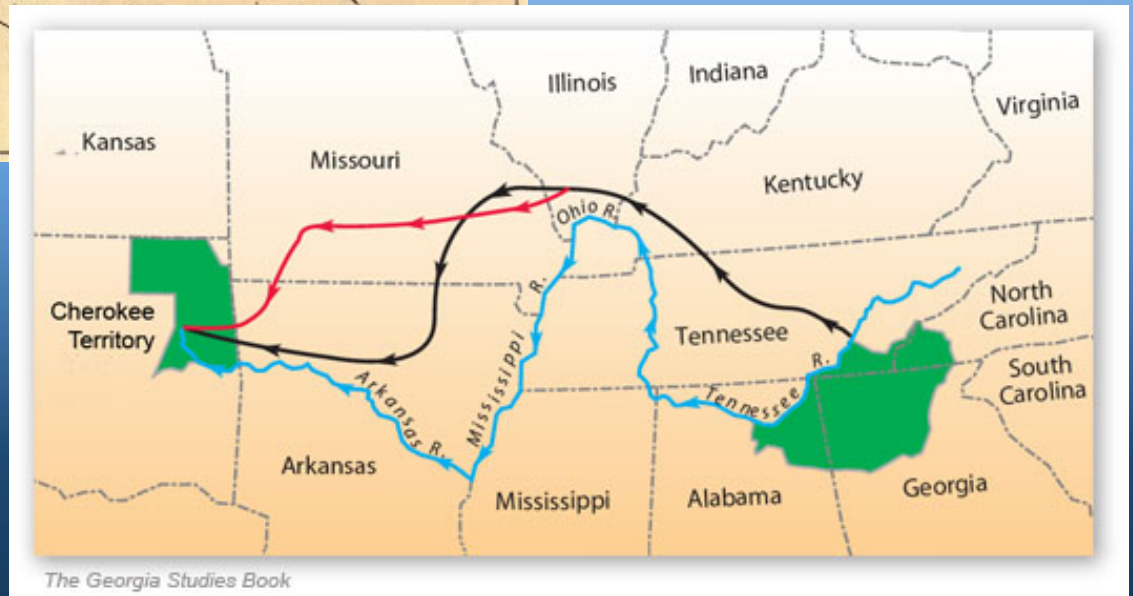 Illinois
Indiana
Virginia
Kansas
Missouri
Kentucky
Ohio R.
Cherokee
Territory
North
Carolina
Tennessee
South
Carolina
Mississippi R.
Arkansas R.
Tennessee R.
Arkansas
Mississippi
Alabama
Georgia
The Georgia Studies Book